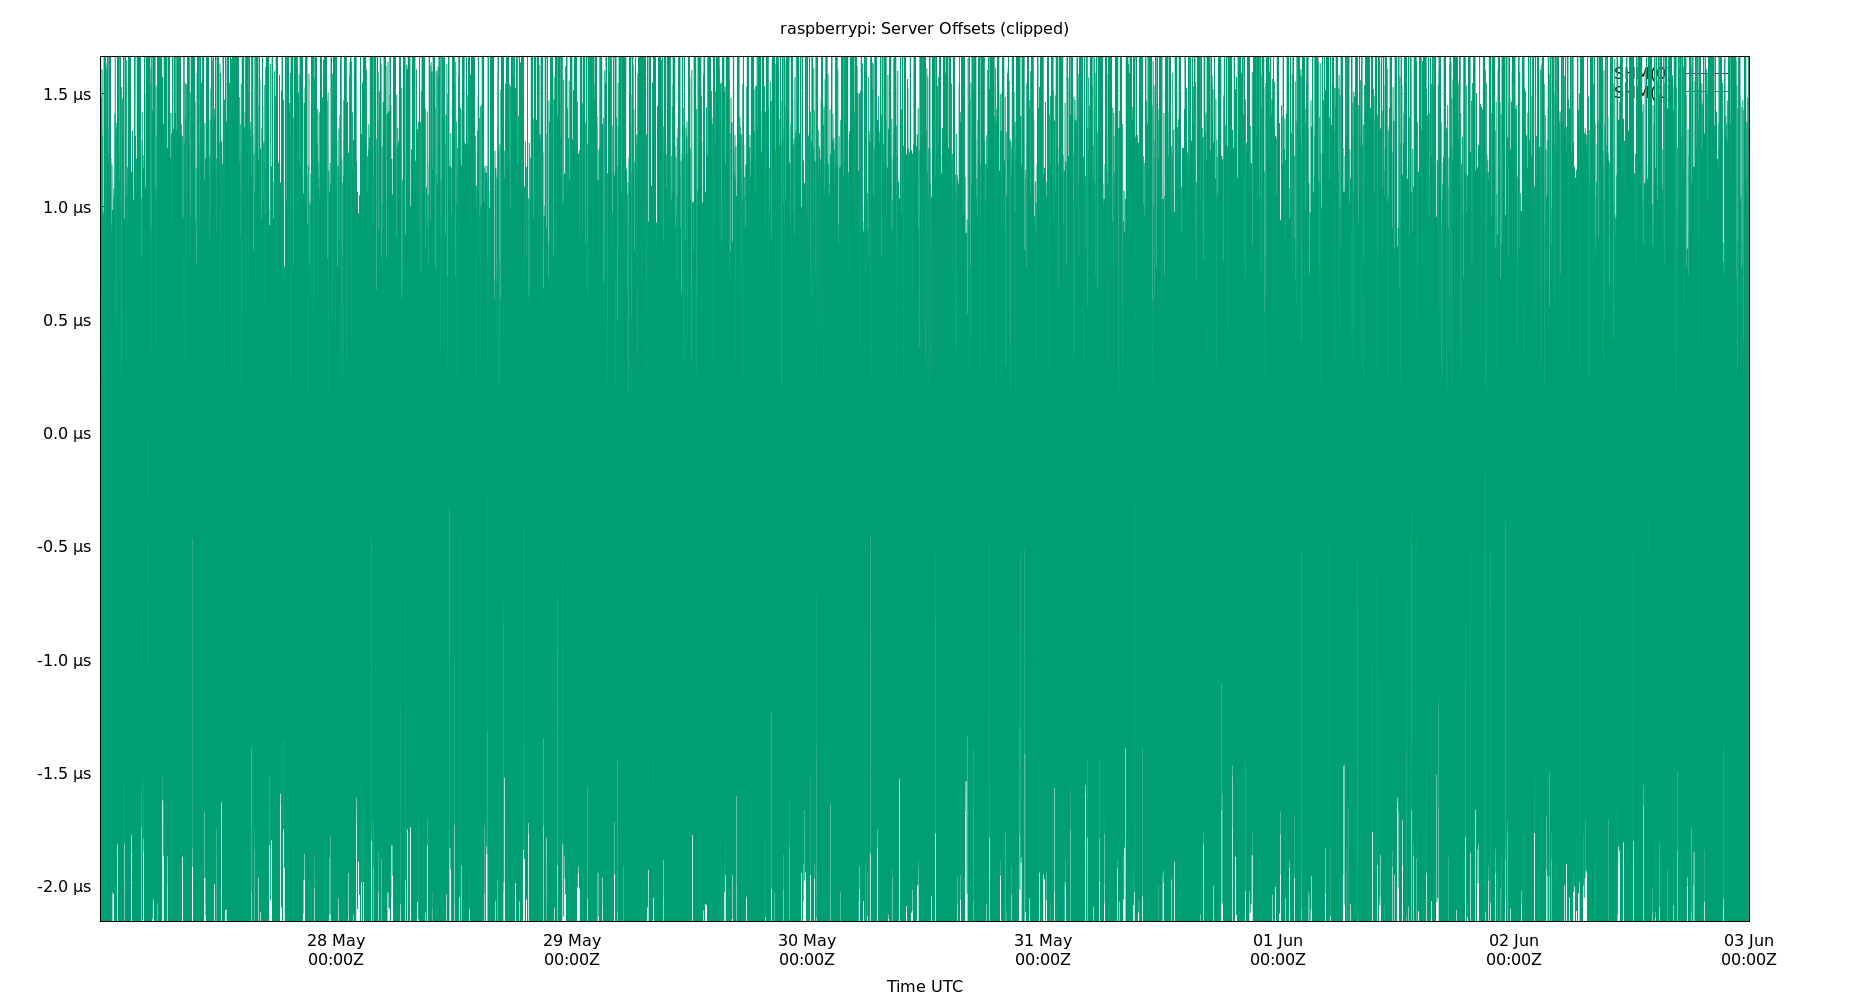 raspberrypi: Server Offsets (clipped)
1.5 µs
1.0 µs
0.5 µs
0.0 µs
-0.5 µs
-1.0 µs
-1.5 µs
-2.0 µs
28 May
00:00Z
29 May
00:00Z
30 May
00:00Z
31 May
00:00Z
01 Jun
00:00Z
02 Jun
00:00Z
03 Jun
00:00Z
Time UTC